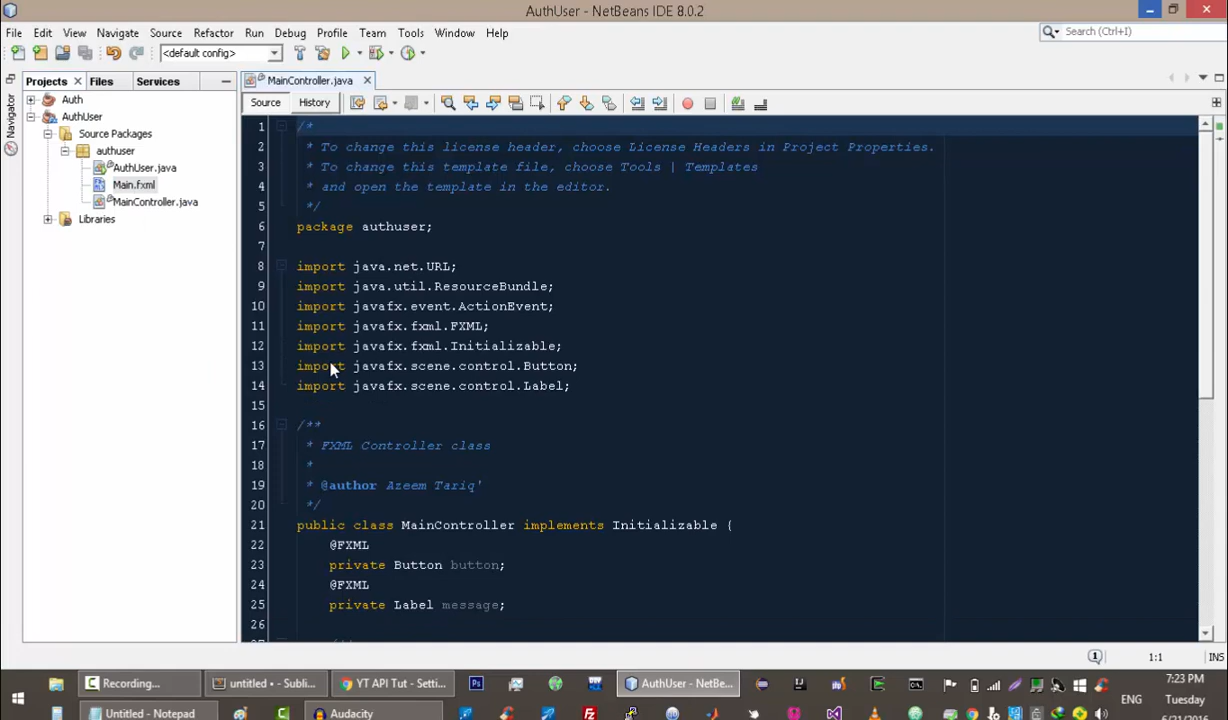 AuthUser - NetBeans IDE 8.0.2
File Edit View Navigate Source Refactor Run Debug Profile Team Tools Window Help
Search (Ctrl+I)
<default config>
Projects Files Services
MainController.java
Navigator
Source History
Auth
AuthUser
Source Packages
authuser
AuthUser.java
Main.fxml
MainController.java
Libraries
1 /*
2 * To change this license header, choose License Headers in Project Properties.
3 * To change this template file, choose Tools | Templates
4 * and open the template in the editor.
5 */
6 package authuser;
7
8 import java.net.URL;
9 import java.util.ResourceBundle;
10 import javafx.event.ActionEvent;
11 import javafx.fxml.FXML;
12 import javafx.fxml.Initializable;
13 import javafx.scene.control.Button;
14 import javafx.scene.control.Label;
15
16 /**
17 * FXML Controller class
18 *
19 * @author Azeem Tariq'
20 */
21 public class MainController implements Initializable {
22 @FXML
23 private Button button;
24 @FXML
25 private Label message;
26
1:1 INS
Recording... untitled • - Subli... YT API Tut - Setti... AuthUser - NetBe...
Untitled - Notepad Audacity
ENG
7:23 PM
Tuesday
6/21/2016